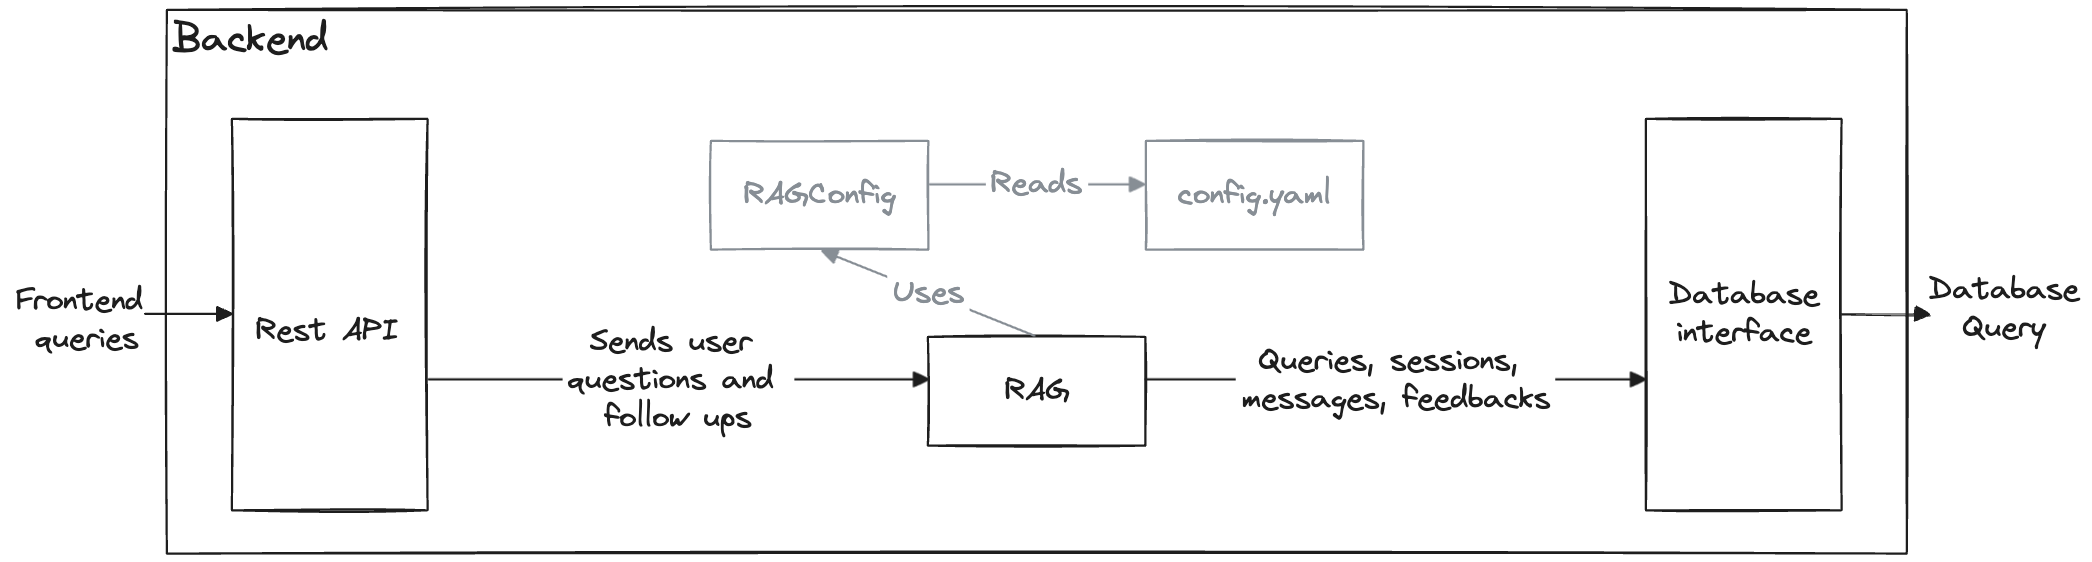 Backend
Frontend
queries
Rest API
Sends user
questions and
follow ups
RAGConfig
Reads
config.yaml
Uses
RAG
Queries, sessions,
messages, feedbacks
Database
interface
Database
Query